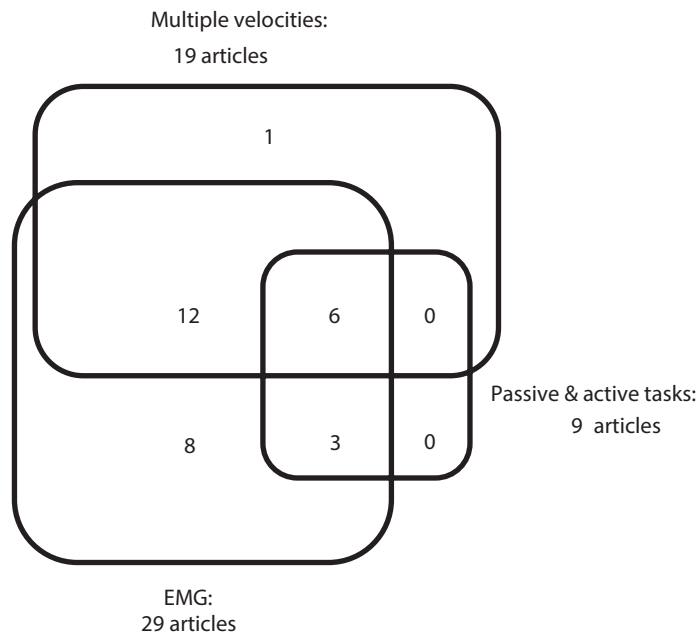 Multiple velocities:
19 articles
1
12
6
0
Passive & active tasks:
9 articles
8
3
0
EMG:
29 articles